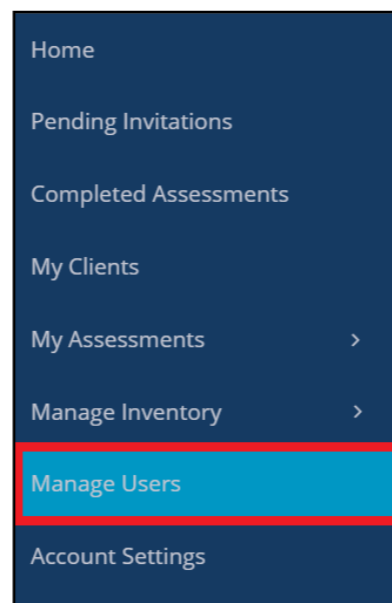 Home
Pending Invitations
Completed Assessments
My Clients
My Assessments
Manage Inventory
Manage Users
Account Settings